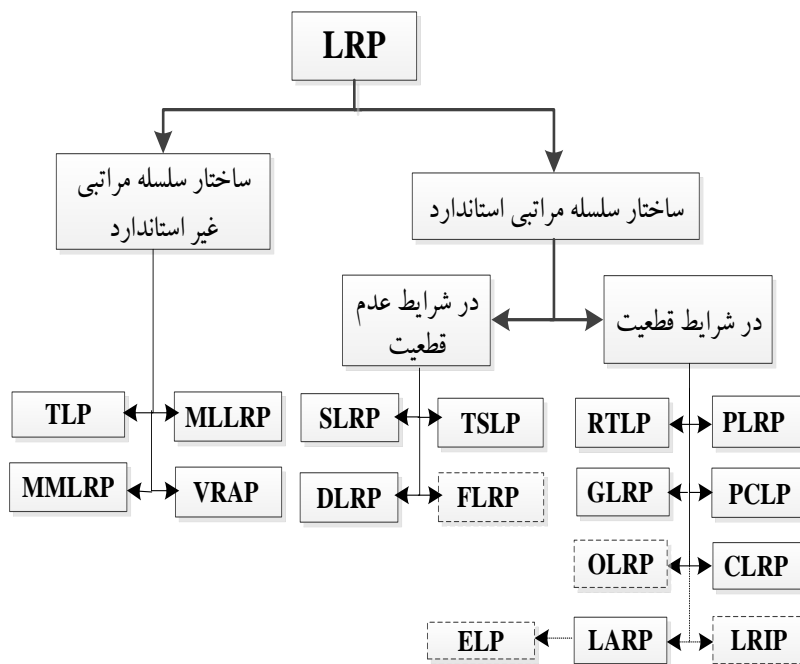 LRP
ساختار سلسله مراتبی استاندارد
ساختار سلسله مراتبی
غیر استاندارد
در شرایط قطعیت
در شرایط عدم
قطعیت
PLRP
RTLP
TSLP
SLRP
MLLRP
TLP
PCLP
GLRP
FLRP
DLRP
VRAP
MMLRP
CLRP
OLRP
LRIP
LARP
ELP